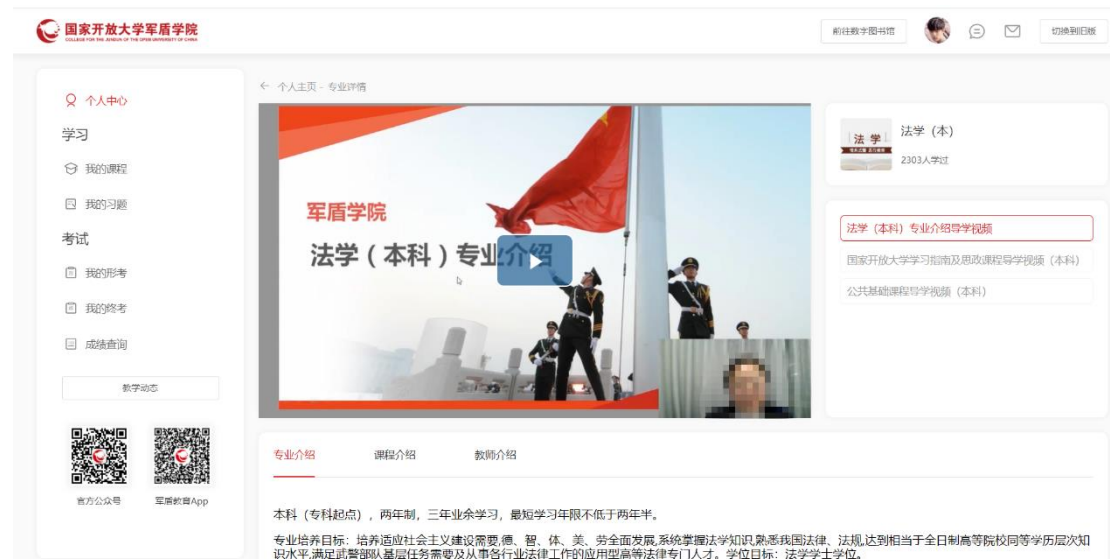 国家开放大学军盾学院
COLLEGE FOR THE JUNDUN OF THE OPEN UNIVERSITY OF CHINA
前往数字图书馆
切换到旧版
个人中心
学习
我的课程
我的习题
考试
我的形考
我的终考
成绩查询
教学动态
官方公众号
军盾教育App
← 个人主页 - 专业详情
军盾学院
法学（本科）专业介绍
法 学
法学（本）
2303人学过
法学（本科）专业介绍导学视频
国家开放大学学习指南及思政课程导学视频（本科）
公共基础课程导学视频（本科）
专业介绍
课程介绍
教师介绍
本科（专科起点），两年制，三年业余学习，最短学习年限不低于两年半。
专业培养目标：培养适应社会主义建设需要,德、智、体、美、劳全面发展,系统掌握法学知识,熟悉我国法律、法规,达到相当于全日制高等院校同等学历层次知
识水平,满足武警部队基层任务需要及从事各行业法律工作的应用型高等法律专门人才。学位目标：法学学士学位。